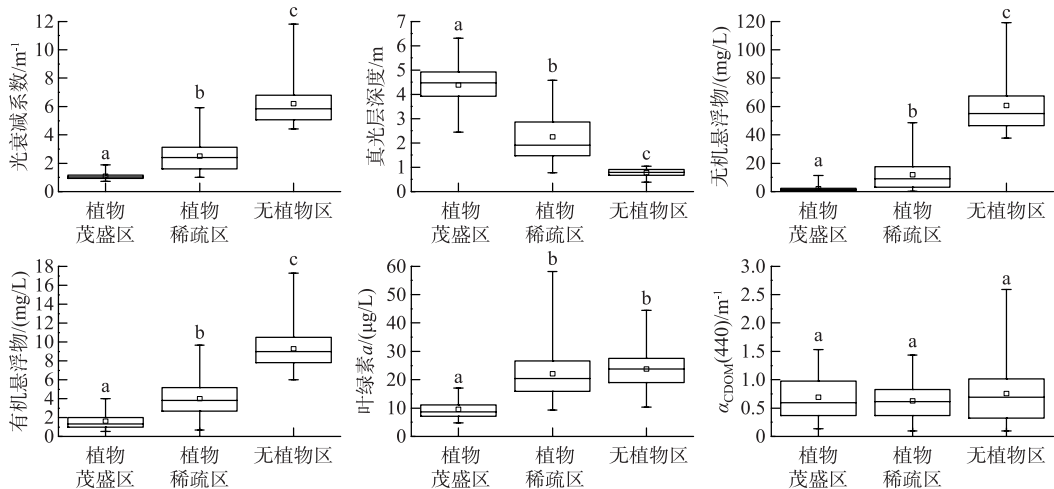 光衰减系数/m⁻¹
12
10
8
6
4
2
0
a
b
c
植物
茂盛区
植物
稀疏区
无植物区
真光层深度/m
7
6
5
4
3
2
1
0
a
b
c
植物
茂盛区
植物
稀疏区
无植物区
无机悬浮物/(mg/L)
120
100
80
60
40
20
0
a
b
c
植物
茂盛区
植物
稀疏区
无植物区
有机悬浮物/(mg/L)
18
16
14
12
10
8
6
4
2
0
a
b
c
植物
茂盛区
植物
稀疏区
无植物区
叶绿素a/(μg/L)
60
50
40
30
20
10
0
a
b
b
植物
茂盛区
植物
稀疏区
无植物区
α_CDOM(440)/m⁻¹
3.0
2.5
2.0
1.5
1.0
0.5
0
a
a
a
植物
茂盛区
植物
稀疏区
无植物区